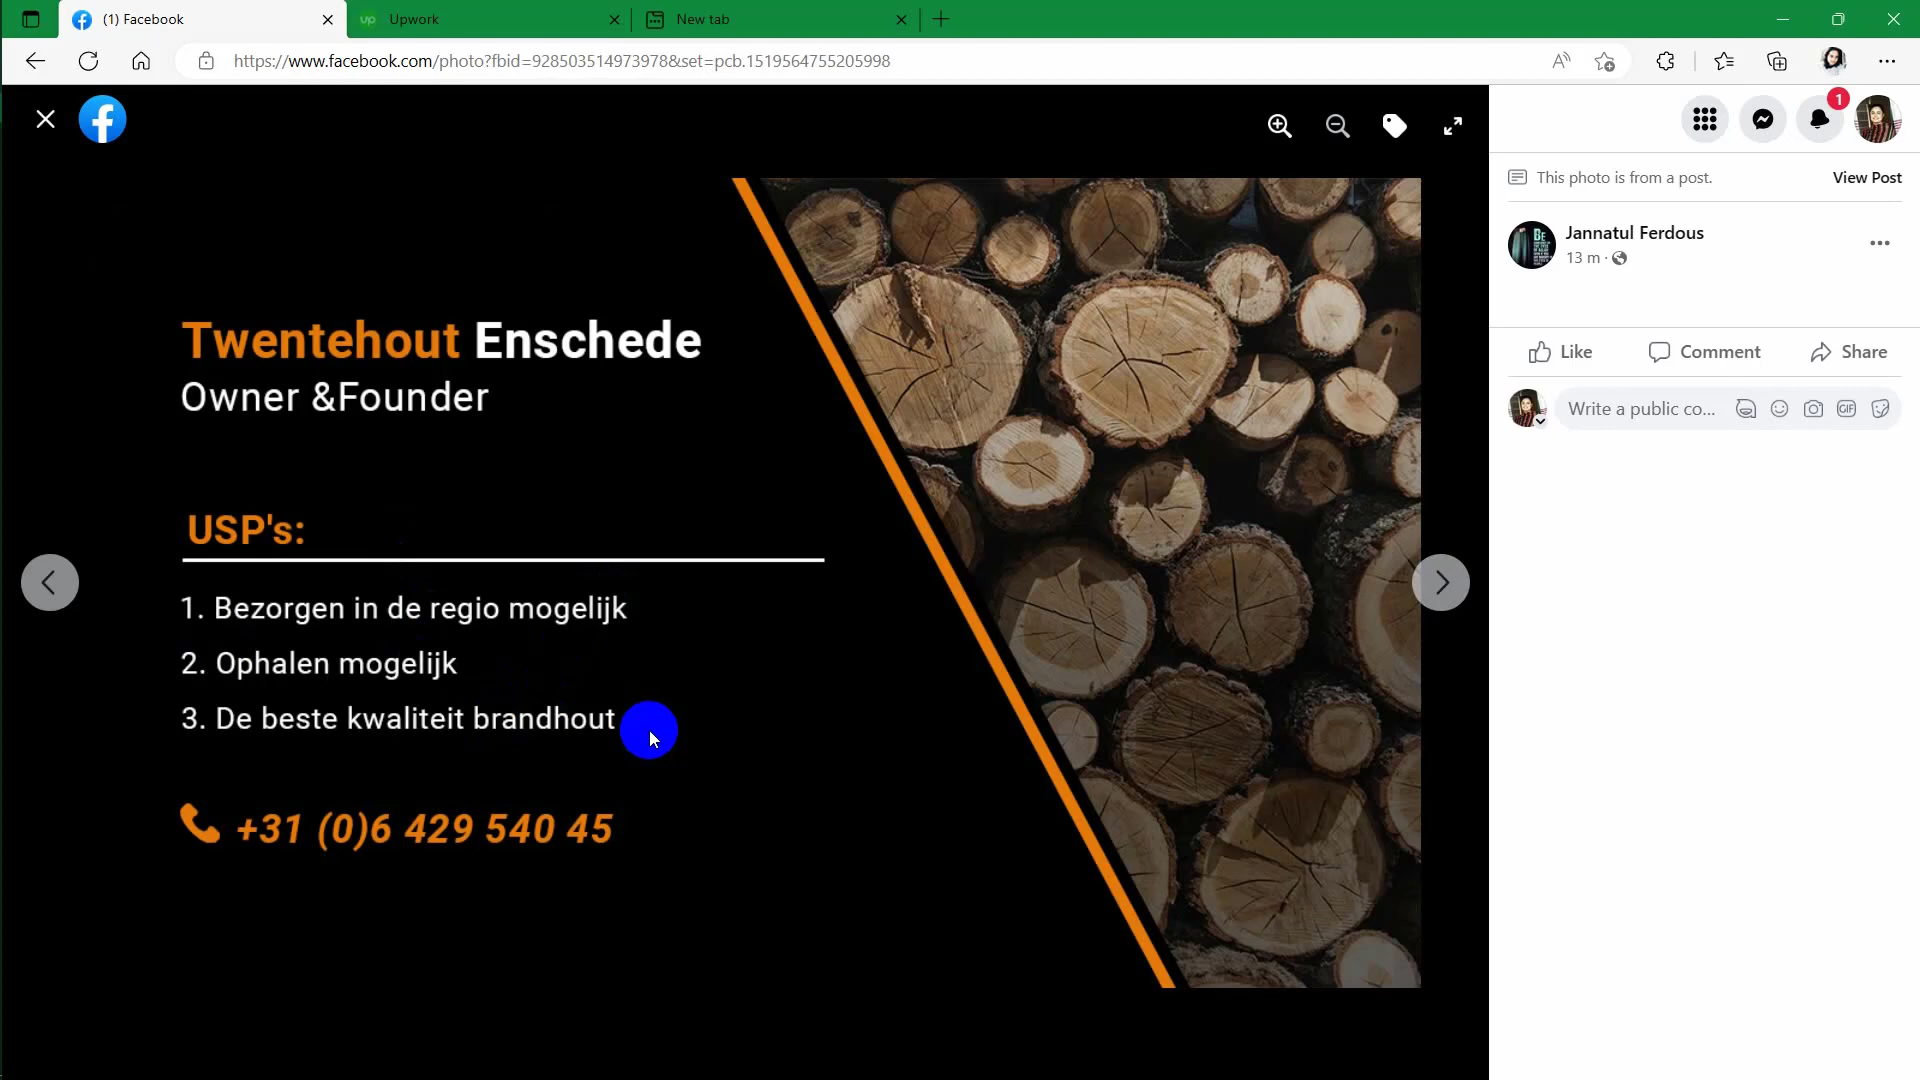 (1) Facebook
Upwork
New tab
https://www.facebook.com/photo?fbid=928503514973978&set=pcb.1519564755205998
1
This photo is from a post.
View Post
Jannatul Ferdous
13 m ·
Like
Comment
Share
Write a public co...
GIF
Twentehout Enschede
Owner &Founder
USP's:
1. Bezorgen in de regio mogelijk
2. Ophalen mogelijk
3. De beste kwaliteit brandhout
+31 (0)6 429 540 45